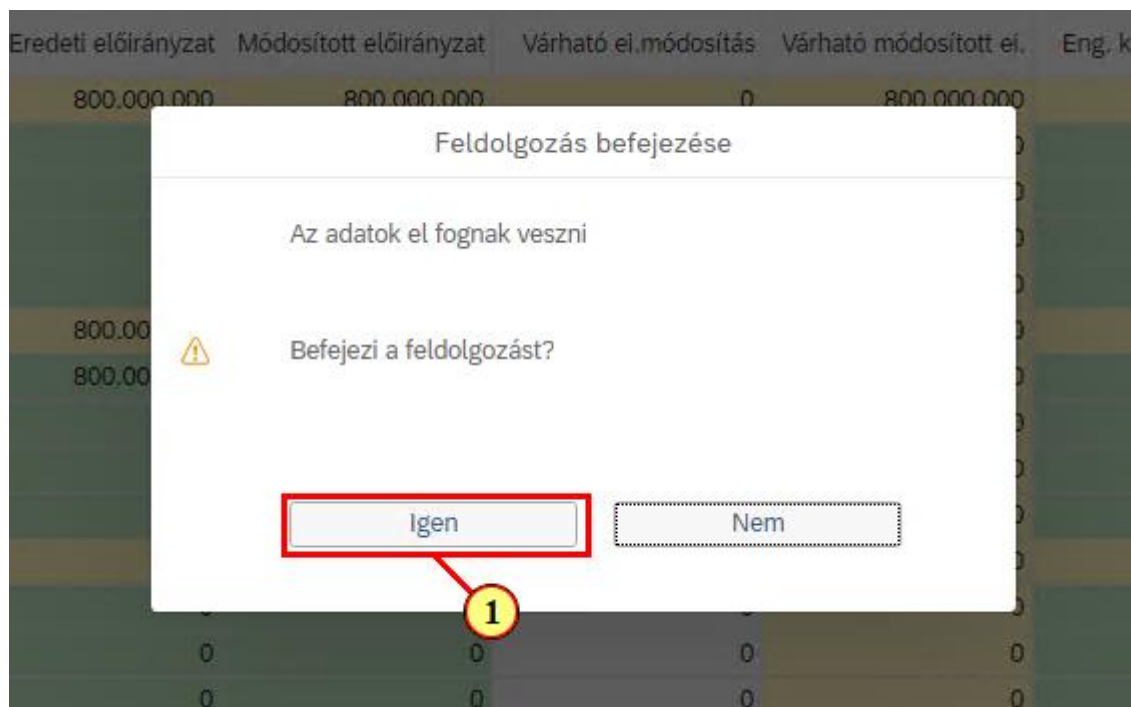 Eredeti előirányzat Módosított előirányzat Várható ei.módosítás Várható módosított ei. Eng. k
800.000.000 800.000.000 0 800.000.000
Feldolgozás befejezése
Az adatok el fognak veszni
800.00
Befejezi a feldolgozást?
800.00
Igen Nem
1
0 0 0 0
0 0 0 0